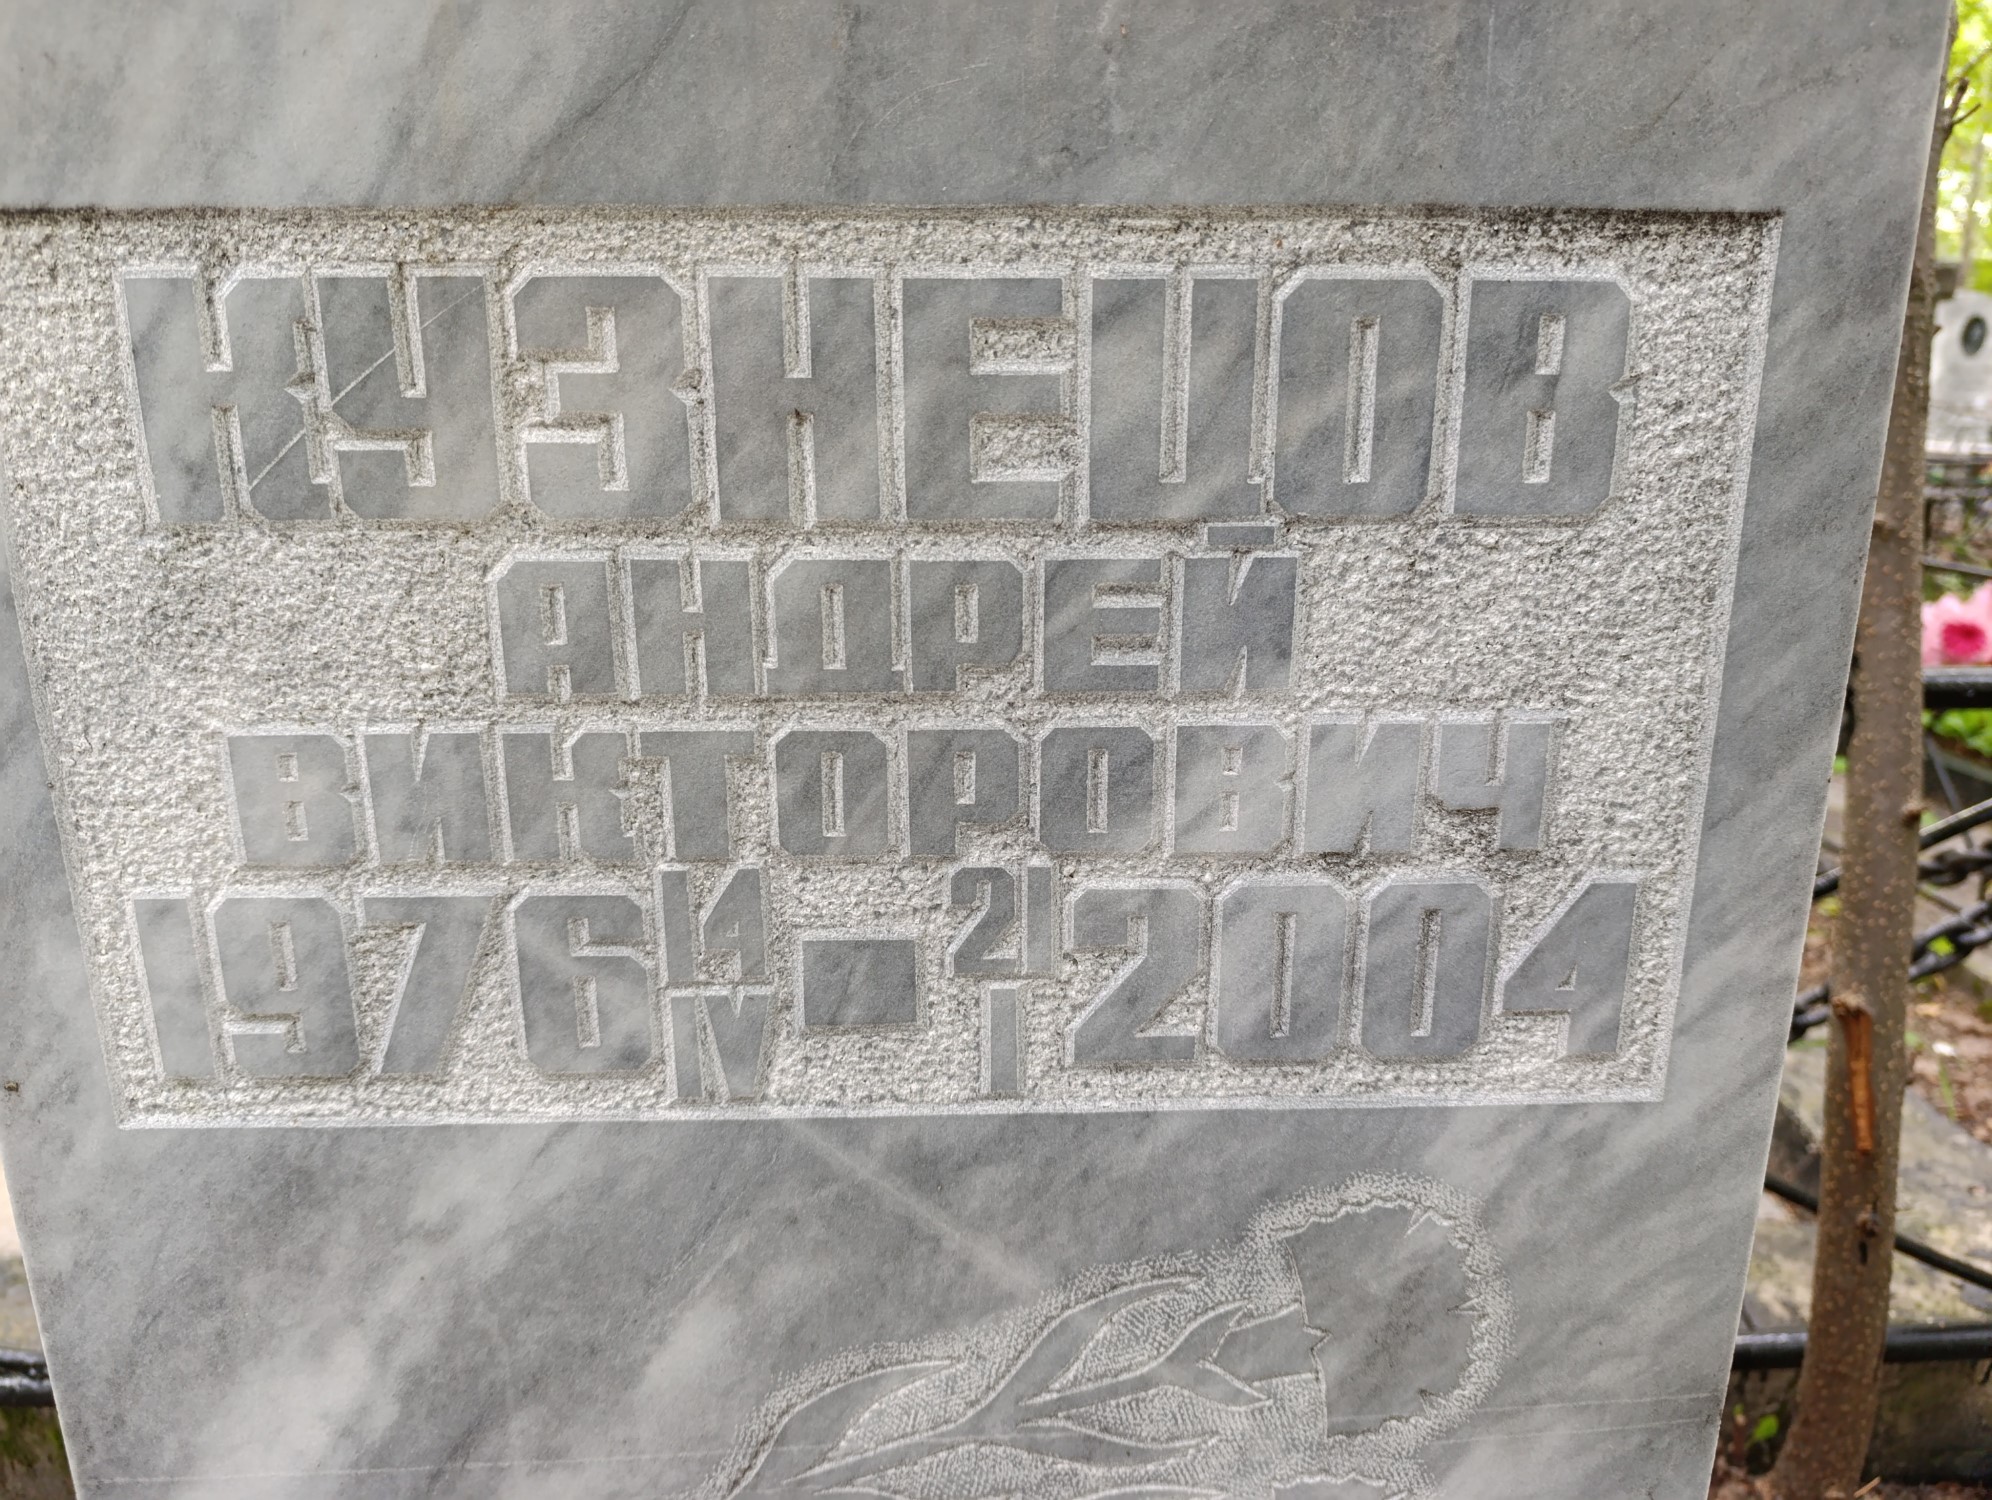 КУЗНЕЦОВ
АНДРЕЙ
ВИКТОРОВИЧ
1976 14/IV - 21/I 2004